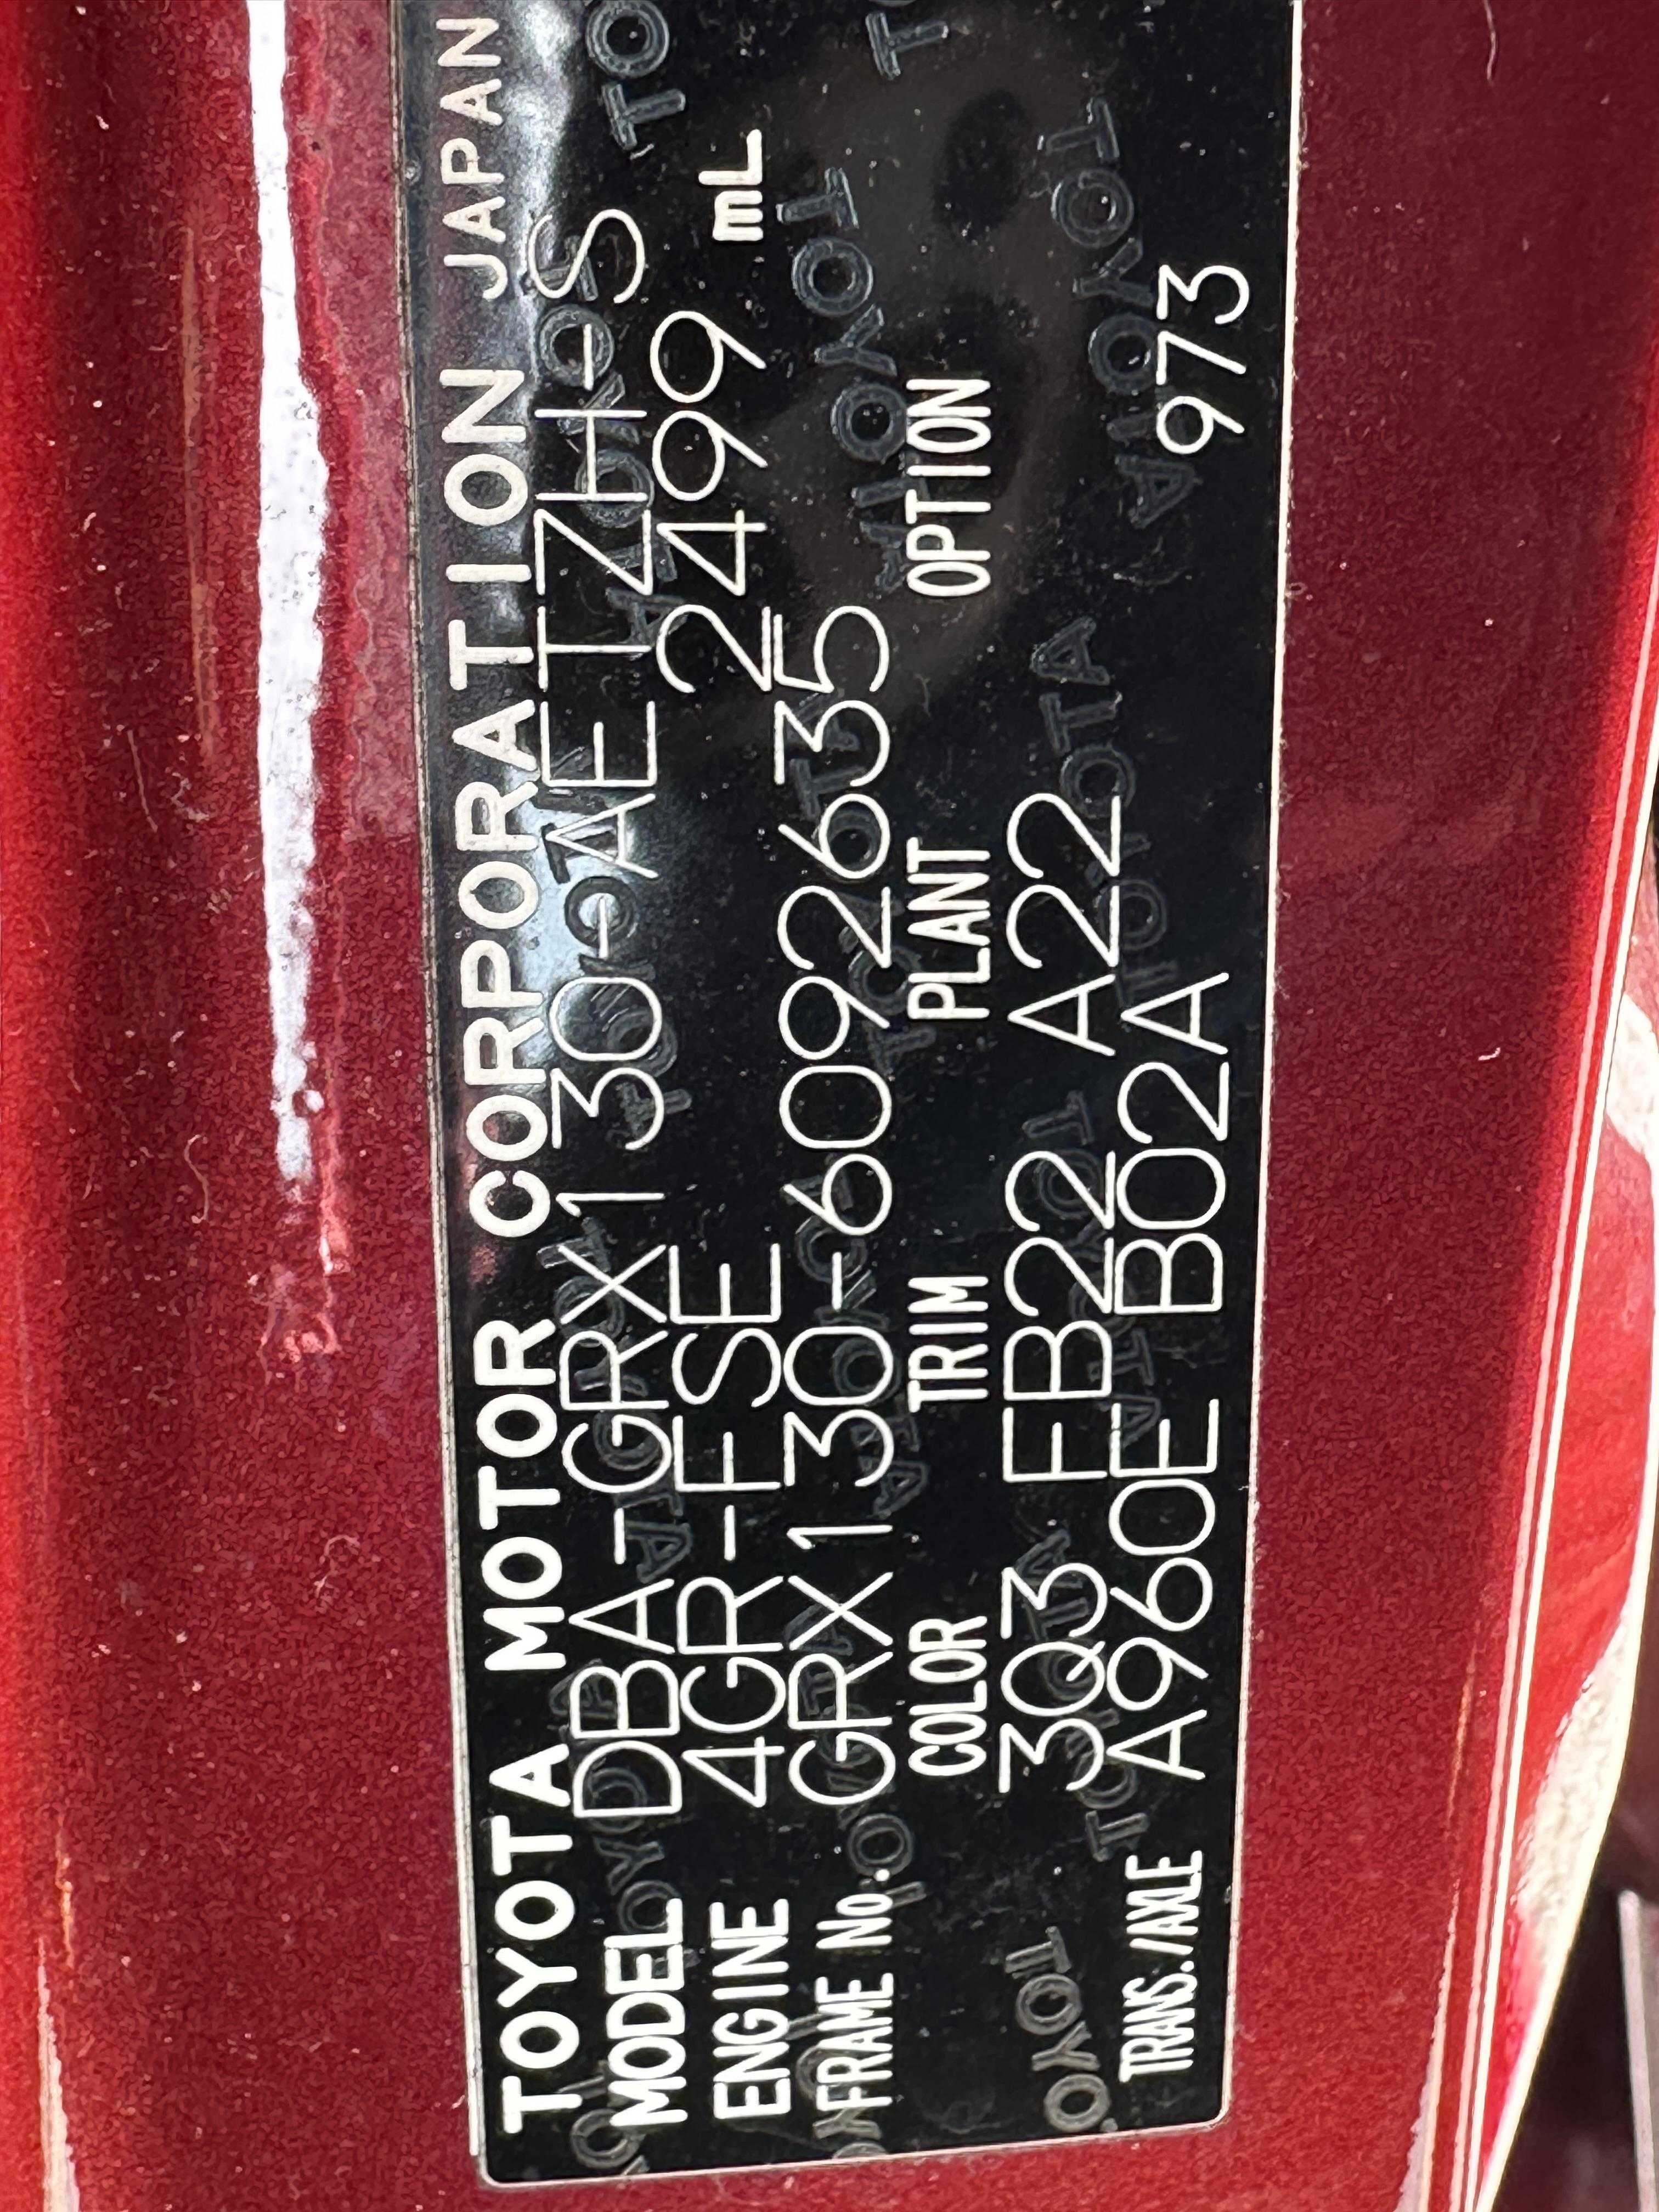 TOYOTA MOTOR CORPORATION JAPAN
MODEL DBA-GRX130-AETZH-S
ENGINE 4GR-FSE 2499 mL
FRAME No. GRX130-6092635
COLOR TRIM PLANT OPTION
3Q3 FB22 A22
TRANS./AXLE A960E B02A 973